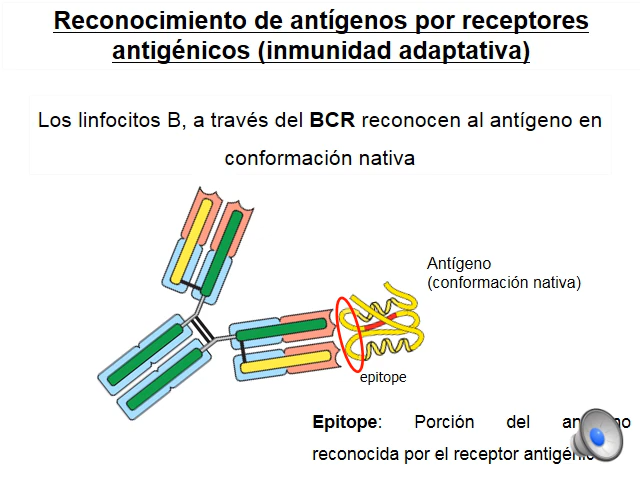 Reconocimiento de antígenos por receptores
antigénicos (inmunidad adaptativa)
Los linfocitos B, a través del BCR reconocen al antígeno en
conformación nativa
Antígeno
(conformación nativa)
epitope
Epitope: Porción del
reconocida por el receptor